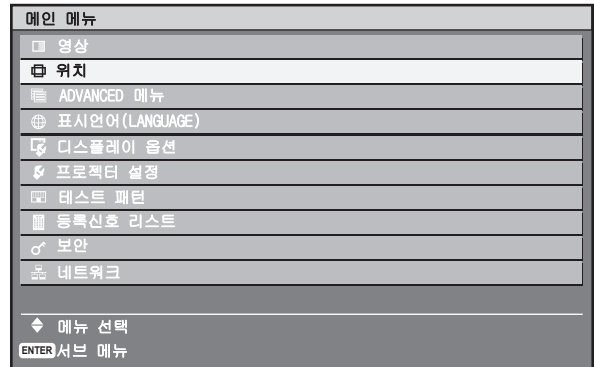 메인 메뉴
영상
위치
ADVANCED 메뉴
표시언어(LANGUAGE)
디스플레이 옵션
프로젝터 설정
테스트 패턴
등록신호 리스트
보안
네트워크
메뉴 선택
ENTER 서브 메뉴